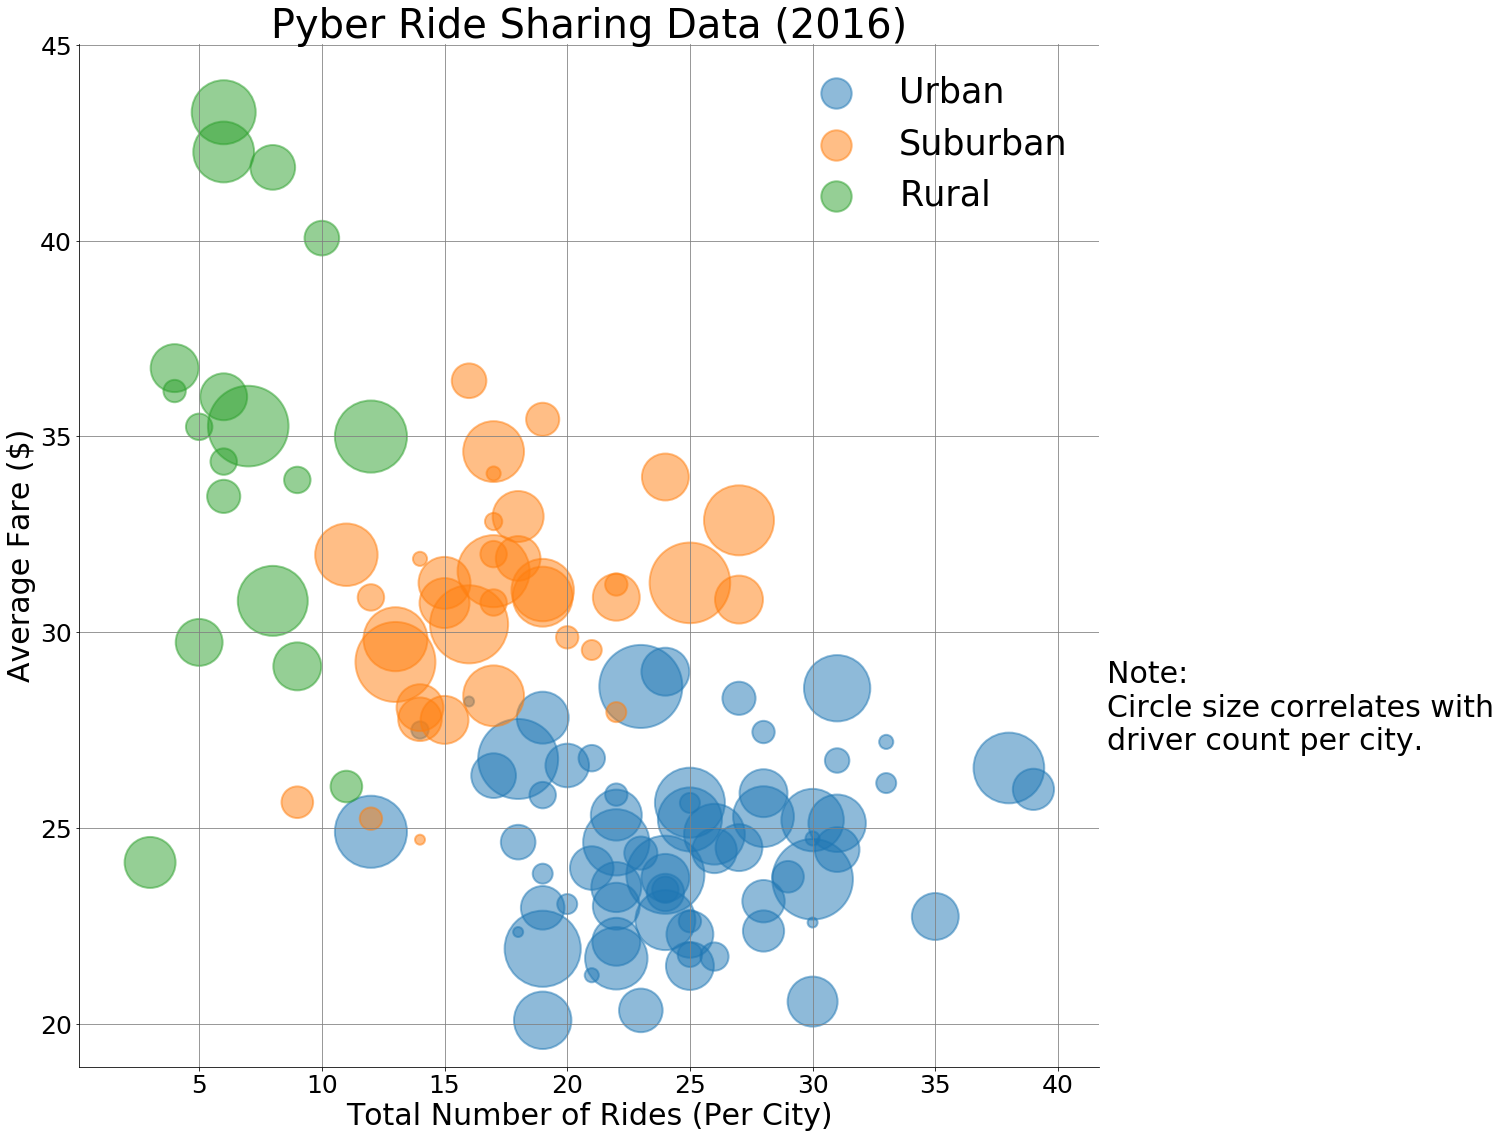 Pyber Ride Sharing Data (2016)
45
40
35
30
25
20
Average Fare ($)
Urban
Suburban
Rural
Note:
Circle size correlates with
driver count per city.
5 10 15 20 25 30 35 40
Total Number of Rides (Per City)